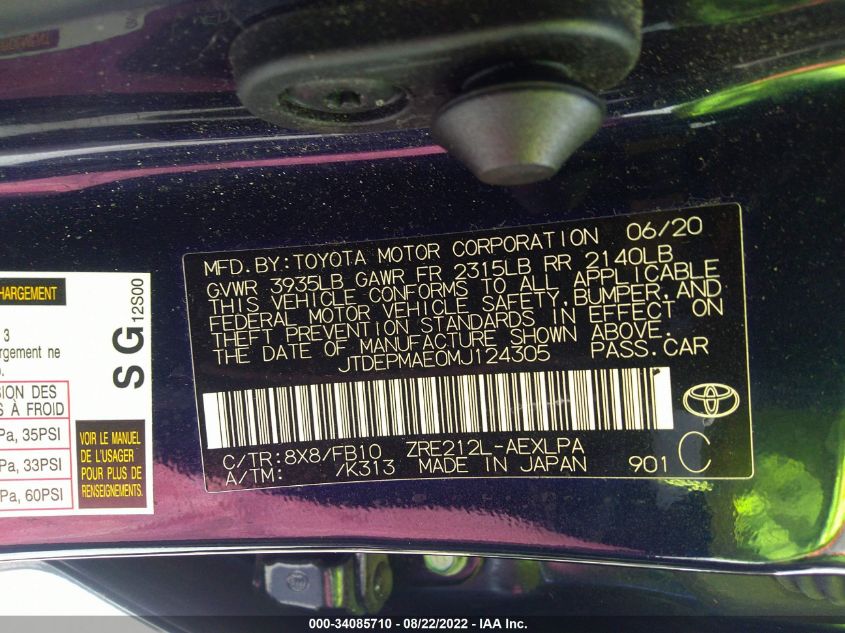 MFD.BY:TOYOTA MOTOR CORPORATION 06/20
GVWR 3935LB GAWR FR 2315LB RR 2140LB
THIS VEHICLE CONFORMS TO ALL APPLICABLE
FEDERAL MOTOR VEHICLE SAFETY,BUMPER,AND
THEFT PREVENTION STANDARDS IN EFFECT ON
THE DATE OF MANUFACTURE SHOWN ABOVE.
JTDEPMAE0MJ124305 PASS.CAR
C/TR:8X8/FB10 ZRE212L-AEXLPA
A/TM: /K313 MADE IN JAPAN 901 C
HARGEMENT
3
argement ne
SG
12S00
SION DES
S À FROID
Pa, 35PSI
Pa, 33PSI
Pa, 60PSI
VOIR LE MANUEL
DE L'USAGER
POUR PLUS DE
RENSEIGNEMENTS.
000-34085710 - 08/22/2022 - IAA Inc.